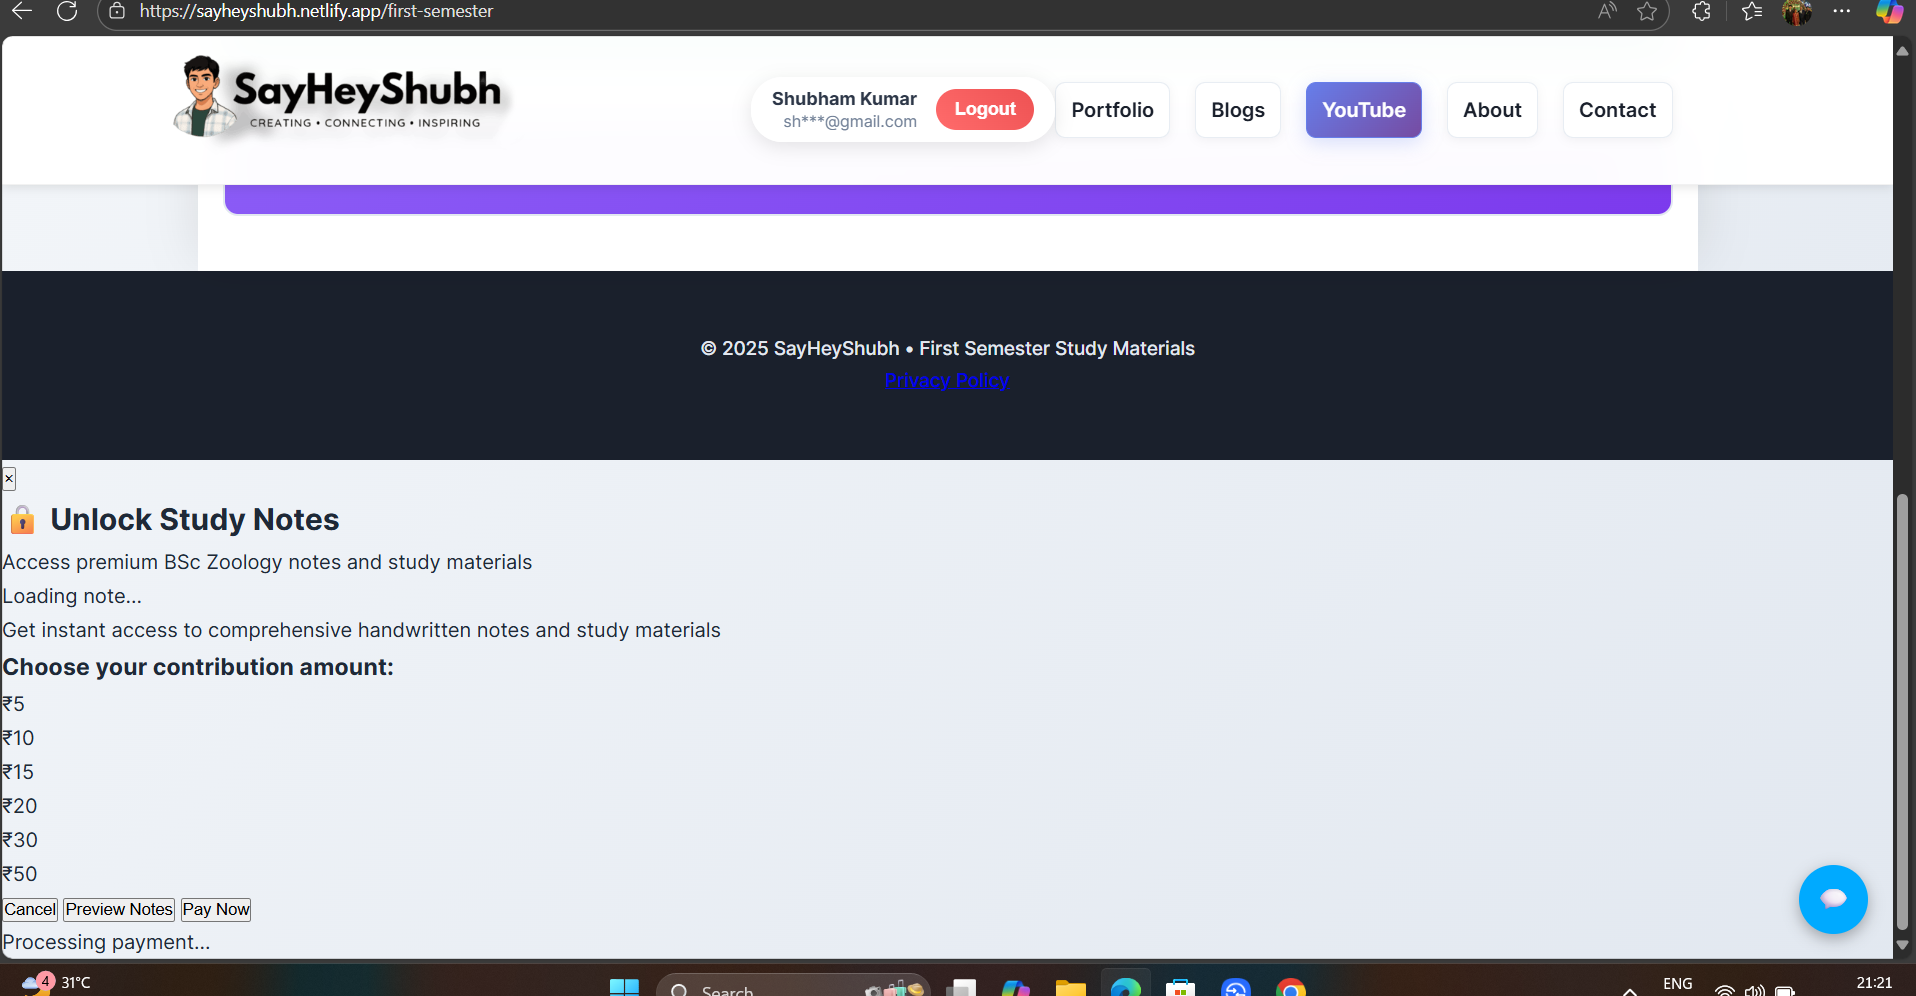 https://sayheyshubh.netlify.app/first-semester
SayHeyShubh
CREATING • CONNECTING • INSPIRING
Shubham Kumar
sh***@gmail.com
Logout
Portfolio
Blogs
YouTube
About
Contact
© 2025 SayHeyShubh • First Semester Study Materials
Privacy Policy
×
Unlock Study Notes
Access premium BSc Zoology notes and study materials
Loading note...
Get instant access to comprehensive handwritten notes and study materials
Choose your contribution amount:
₹5
₹10
₹15
₹20
₹30
₹50
Cancel Preview Notes Pay Now
Processing payment...
4 31°C
Search
ENG
21:21